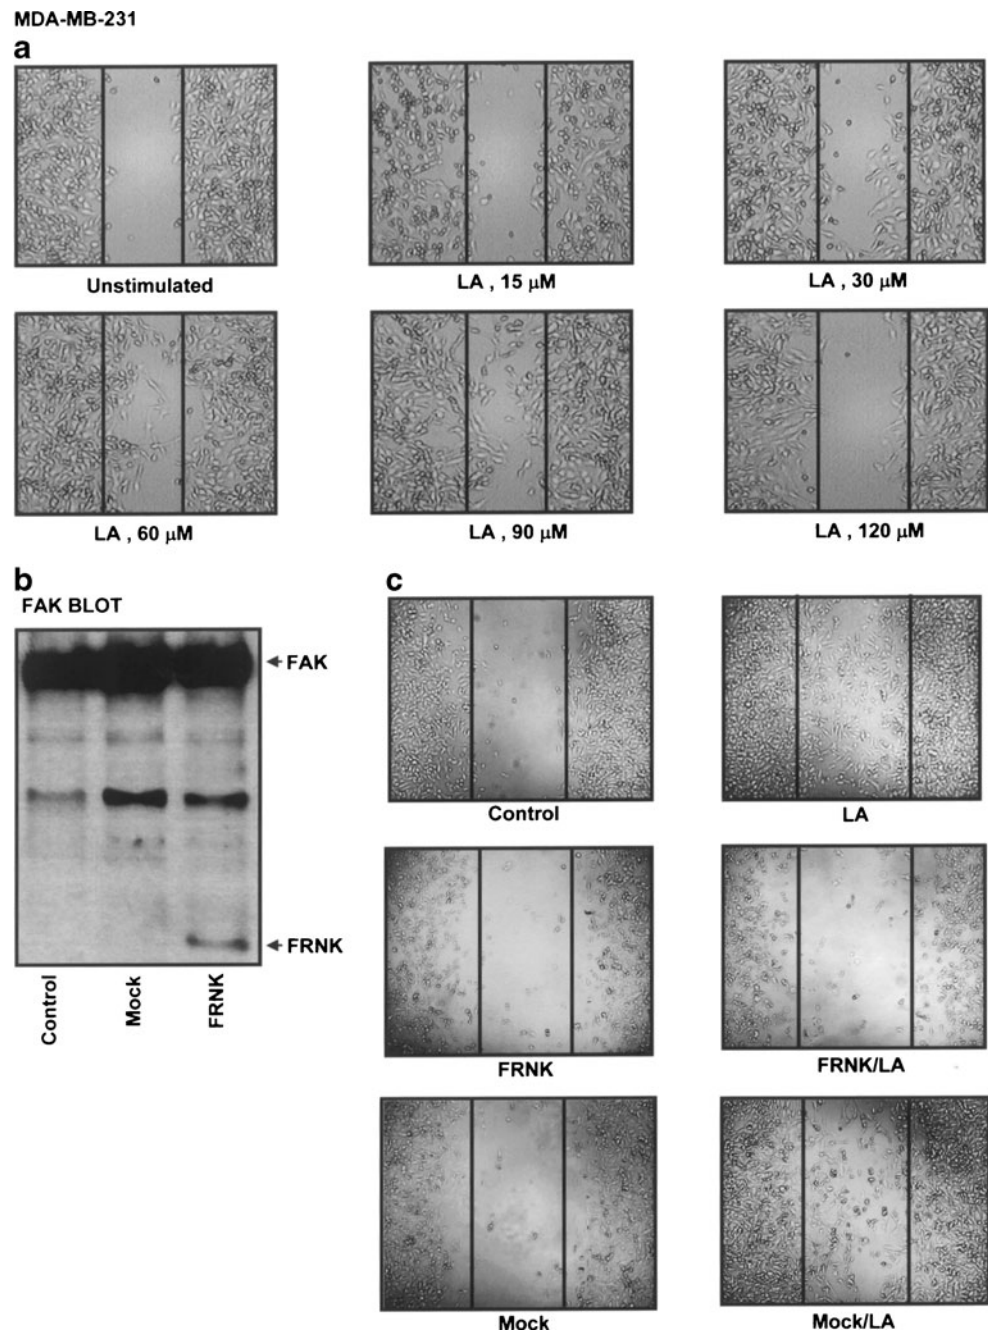 MDA-MB-231
a
Unstimulated
LA , 15 µM
LA , 30 µM
LA , 60 µM
LA , 90 µM
LA , 120 µM
b
FAK BLOT
FAK
FRNK
Control
Mock
FRNK
c
Control
LA
FRNK
FRNK/LA
Mock
Mock/LA